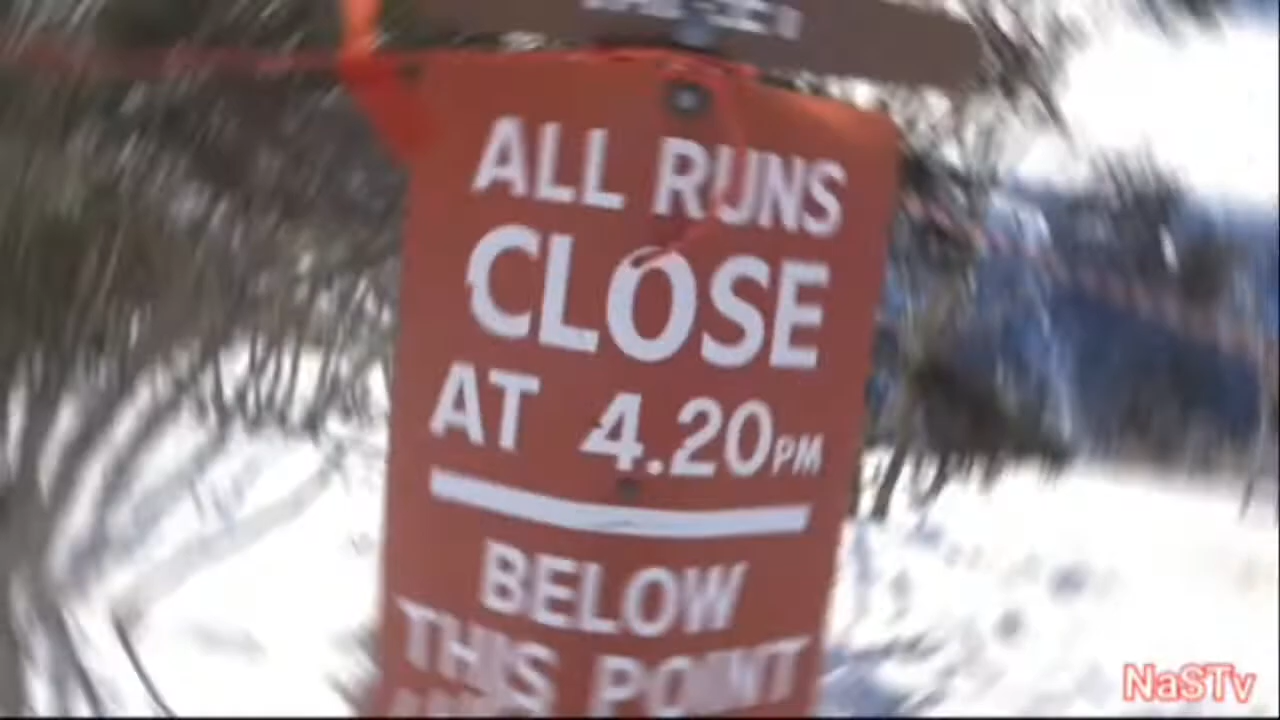 ALL RUNS
CLOSE
AT 4.20PM
BELOW
THIS POINT
NaSTv